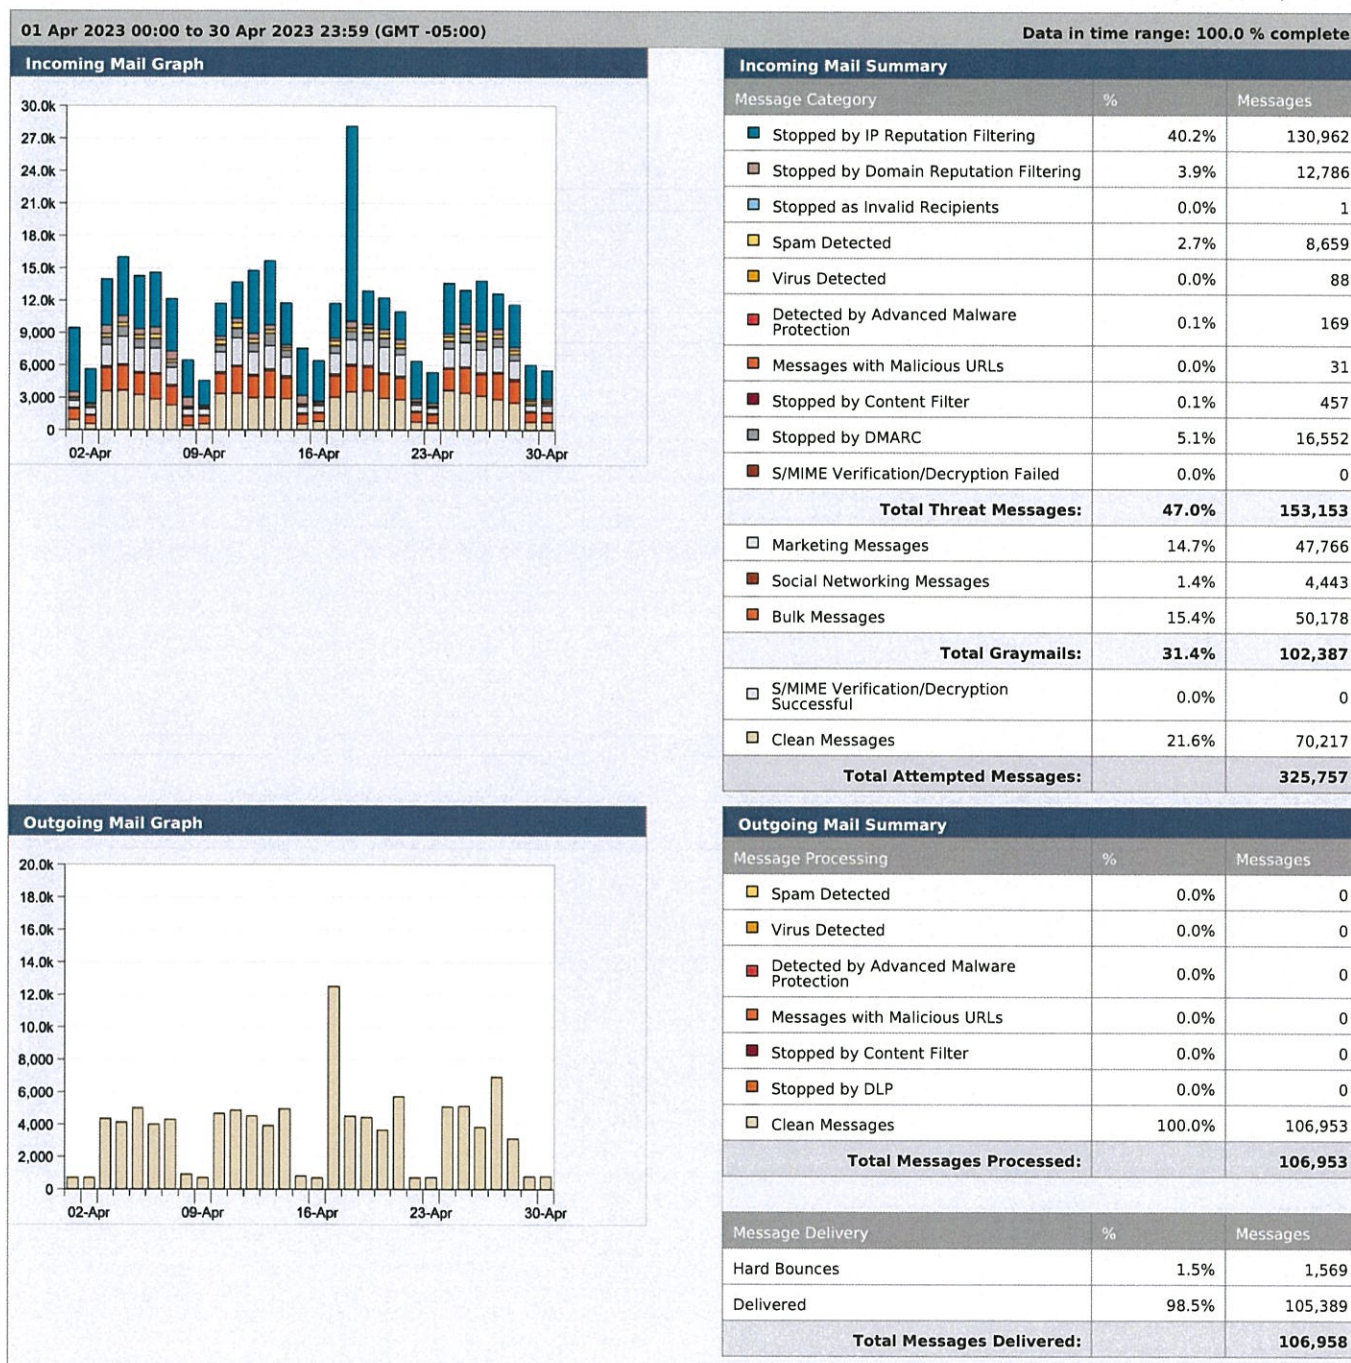 01 Apr 2023 00:00 to 30 Apr 2023 23:59 (GMT -05:00)
Data in time range: 100.0 % complete
Incoming Mail Graph
30.0k
27.0k
24.0k
21.0k
18.0k
15.0k
12.0k
9,000
6,000
3,000
0
02-Apr 09-Apr 16-Apr 23-Apr 30-Apr
Incoming Mail Summary
Message Category % Messages
Stopped by IP Reputation Filtering 40.2% 130,962
Stopped by Domain Reputation Filtering 3.9% 12,786
Stopped as Invalid Recipients 0.0% 1
Spam Detected 2.7% 8,659
Virus Detected 0.0% 88
Detected by Advanced Malware
Protection 0.1% 169
Messages with Malicious URLs 0.0% 31
Stopped by Content Filter 0.1% 457
Stopped by DMARC 5.1% 16,552
S/MIME Verification/Decryption Failed 0.0% 0
Total Threat Messages: 47.0% 153,153
Marketing Messages 14.7% 47,766
Social Networking Messages 1.4% 4,443
Bulk Messages 15.4% 50,178
Total Graymails: 31.4% 102,387
S/MIME Verification/Decryption
Successful 0.0% 0
Clean Messages 21.6% 70,217
Total Attempted Messages: 325,757
Outgoing Mail Graph
20.0k
18.0k
16.0k
14.0k
12.0k
10.0k
8,000
6,000
4,000
2,000
0
02-Apr 09-Apr 16-Apr 23-Apr 30-Apr
Outgoing Mail Summary
Message Processing % Messages
Spam Detected 0.0% 0
Virus Detected 0.0% 0
Detected by Advanced Malware
Protection 0.0% 0
Messages with Malicious URLs 0.0% 0
Stopped by Content Filter 0.0% 0
Stopped by DLP 0.0% 0
Clean Messages 100.0% 106,953
Total Messages Processed: 106,953
Message Delivery % Messages
Hard Bounces 1.5% 1,569
Delivered 98.5% 105,389
Total Messages Delivered: 106,958